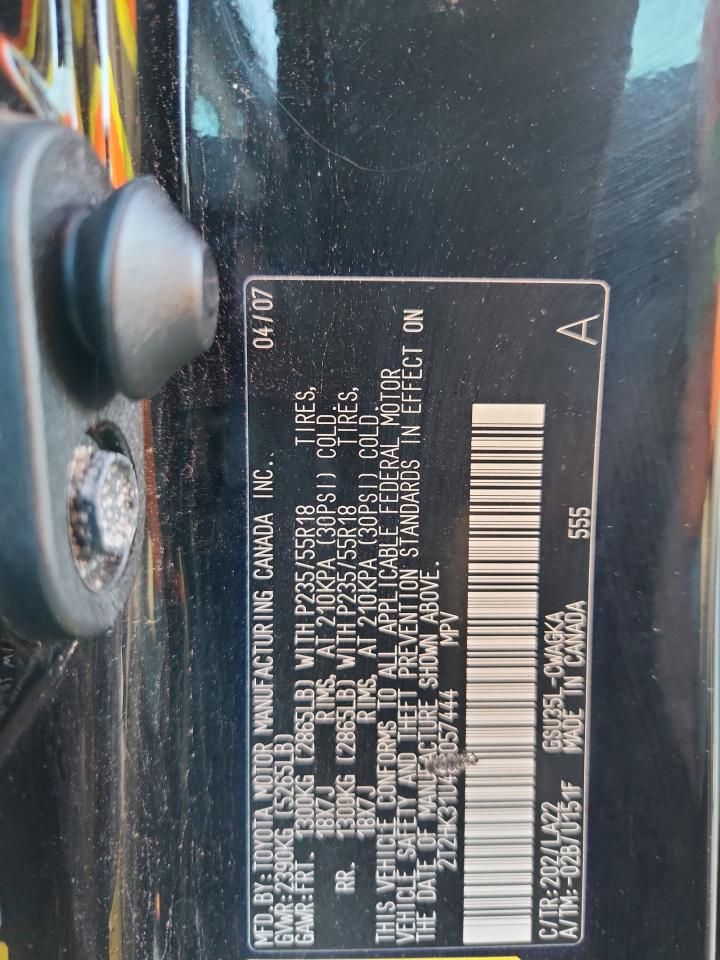 MFD.BY:TOYOTA MOTOR MANUFACTURING CANADA INC. 04/07
GVWR:2390KG (5265LB)
GAWR:FRT. 1300KG (2865LB) WITH P235/55R18 TIRES,
18X7J RIMS, AT 210KPA (30PSI) COLD.
RR. 1300KG (2865LB) WITH P235/55R18 TIRES,
18X7J RIMS, AT 210KPA (30PSI) COLD.
THIS VEHICLE CONFORMS TO ALL APPLICABLE FEDERAL MOTOR
VEHICLE SAFETY AND THEFT PREVENTION STANDARDS IN EFFECT ON
THE DATE OF MANUFACTURE SHOWN ABOVE.
MPV
C/TR:202/LA22 GSU35L-CWAGKA
A/TM:-02B/U151F MADE IN CANADA 555 A